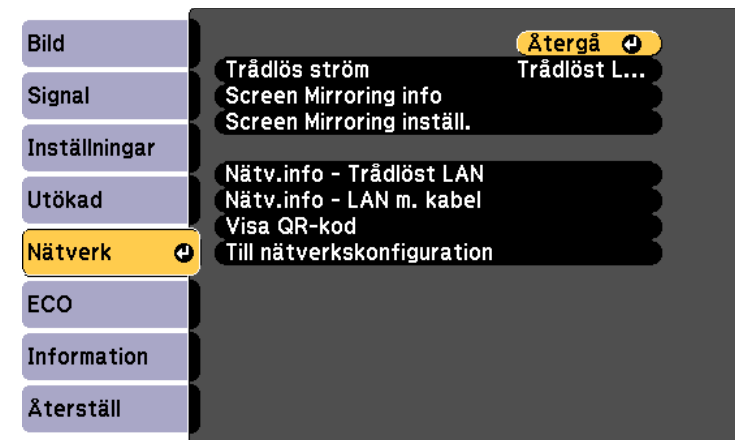 Bild
Signal
Inställningar
Utökad
Nätverk
ECO
Information
Återställ
Återgå
Trådlös ström Trådlöst L...
Screen Mirroring info
Screen Mirroring inställ.
Nätv.info - Trådlöst LAN
Nätv.info - LAN m. kabel
Visa QR-kod
Till nätverkskonfiguration